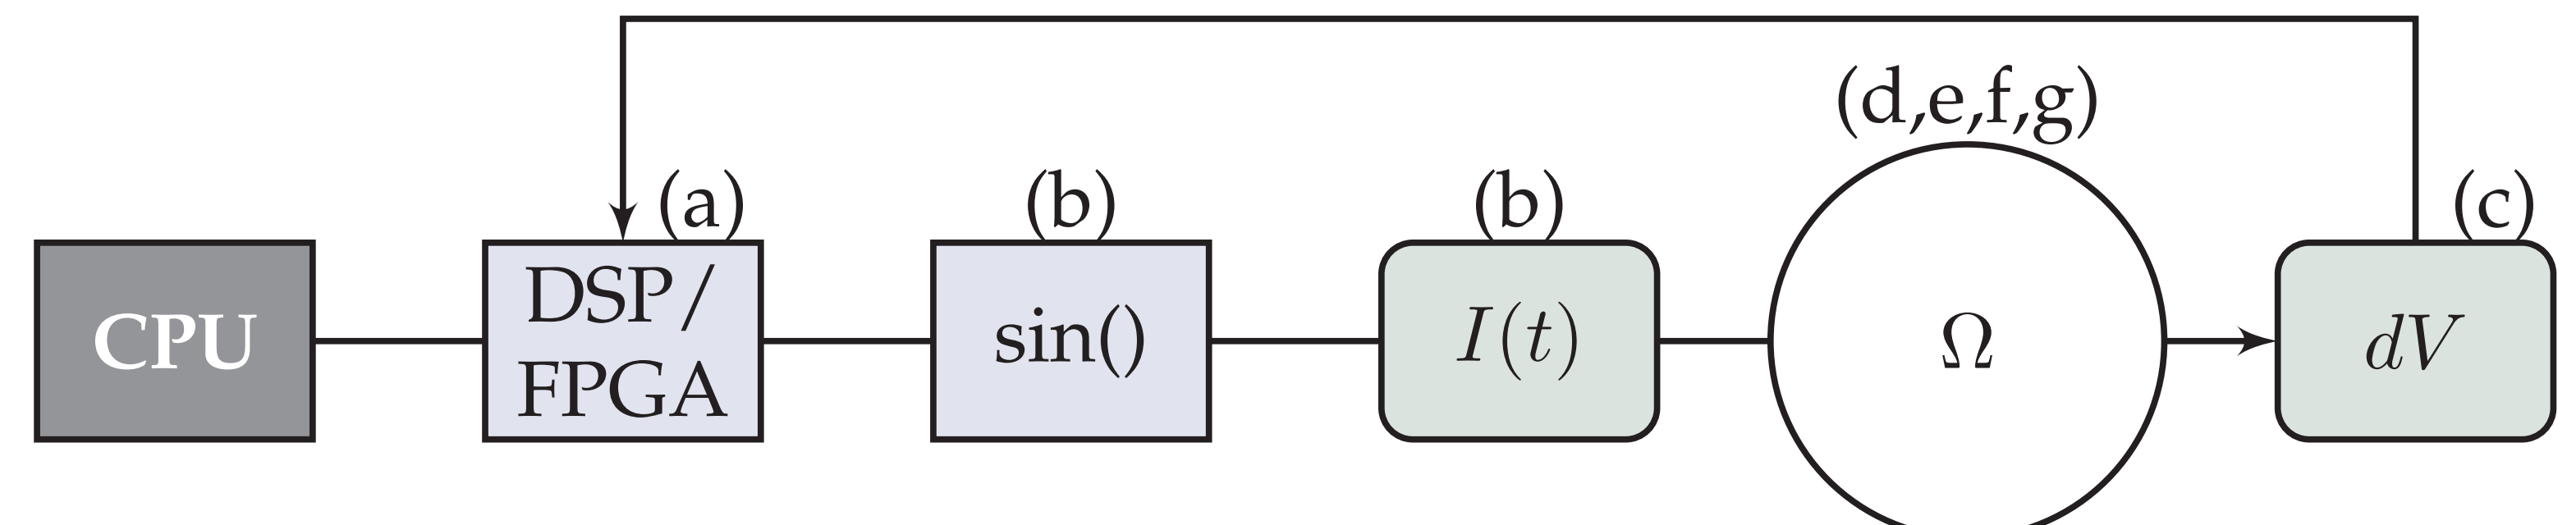 (d,e,f,g)
(a)
(b)
(b)
(c)
CPU
DSP/
FPGA
sin()
I(t)
Ω
dV